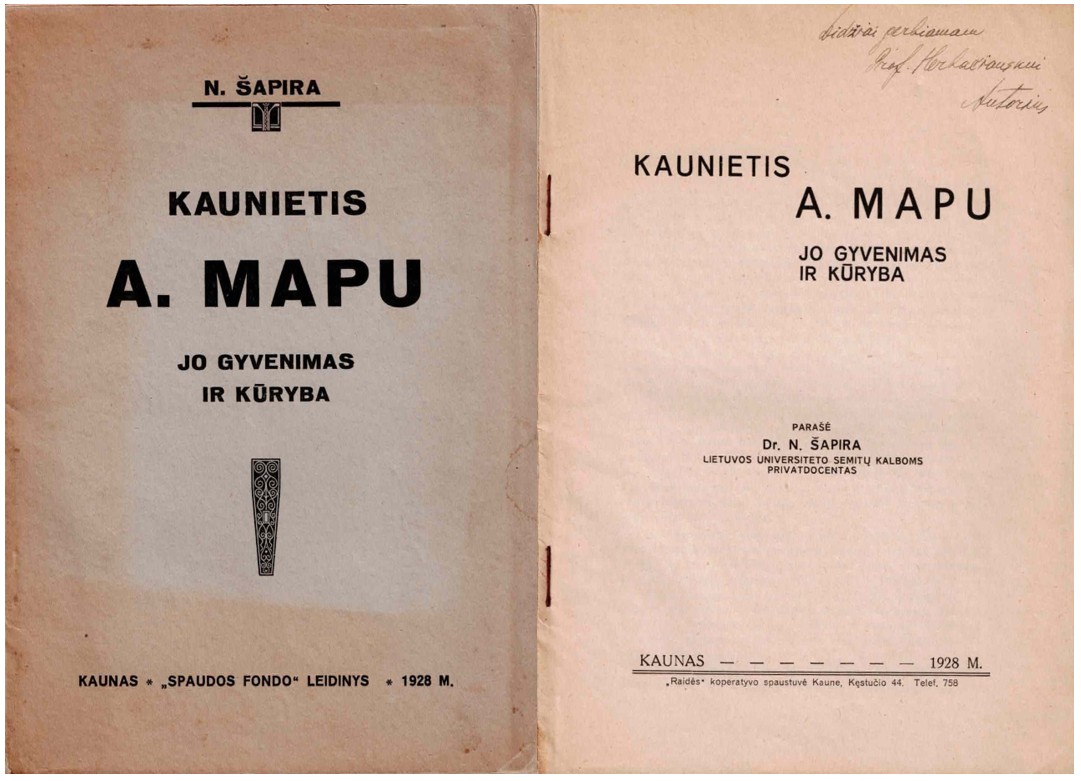 N. ŠAPIRA
KAUNIETIS
A. MAPU
JO GYVENIMAS
IR KŪRYBA
KAUNAS * „SPAUDOS FONDO“ LEIDINYS * 1928 M.
didžiai gerbiamam
Prof. Herbačiauskui
Autorius
KAUNIETIS
A. MAPU
JO GYVENIMAS
IR KŪRYBA
PARAŠĖ
Dr. N. ŠAPIRA
LIETUVOS UNIVERSITETO SEMITŲ KALBOMS
PRIVATDOCENTAS
KAUNAS — — — — — — — 1928 M.
„Raidės“ koperatyvo spaustuvė Kaune, Kęstučio 44. Telef. 758